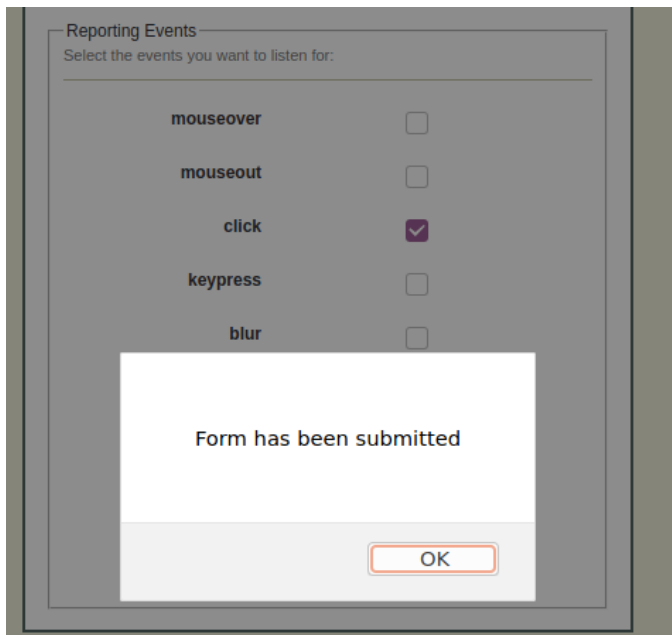 Reporting Events
Select the events you want to listen for:
mouseover
mouseout
click
keypress
blur
Form has been submitted
OK